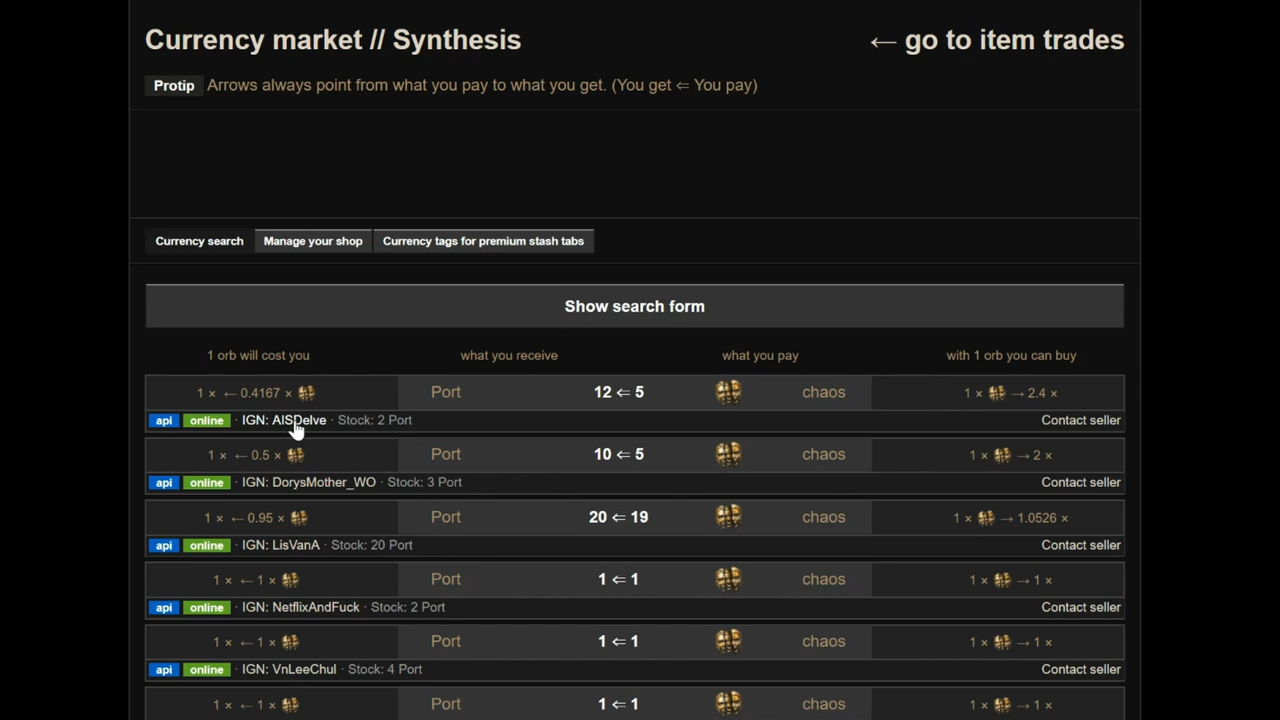 Currency market // Synthesis
← go to item trades
Protip Arrows always point from what you pay to what you get. (You get ⇐ You pay)
Currency search Manage your shop Currency tags for premium stash tabs
Show search form
1 orb will cost you what you receive what you pay with 1 orb you can buy
1 × ← 0.4167 × Port 12 ⇐ 5 chaos 1 × → 2.4 ×
api online · IGN: AISDelve · Stock: 2 Port Contact seller
1 × ← 0.5 × Port 10 ⇐ 5 chaos 1 × → 2 ×
api online · IGN: DorysMother_WO · Stock: 3 Port Contact seller
1 × ← 0.95 × Port 20 ⇐ 19 chaos 1 × → 1.0526 ×
api online · IGN: LisVanA · Stock: 20 Port Contact seller
1 × ← 1 × Port 1 ⇐ 1 chaos 1 × → 1 ×
api online · IGN: NetflixAndFuck · Stock: 2 Port Contact seller
1 × ← 1 × Port 1 ⇐ 1 chaos 1 × → 1 ×
api online · IGN: VnLeeChul · Stock: 4 Port Contact seller
1 × ← 1 × Port 1 ⇐ 1 chaos 1 × → 1 ×